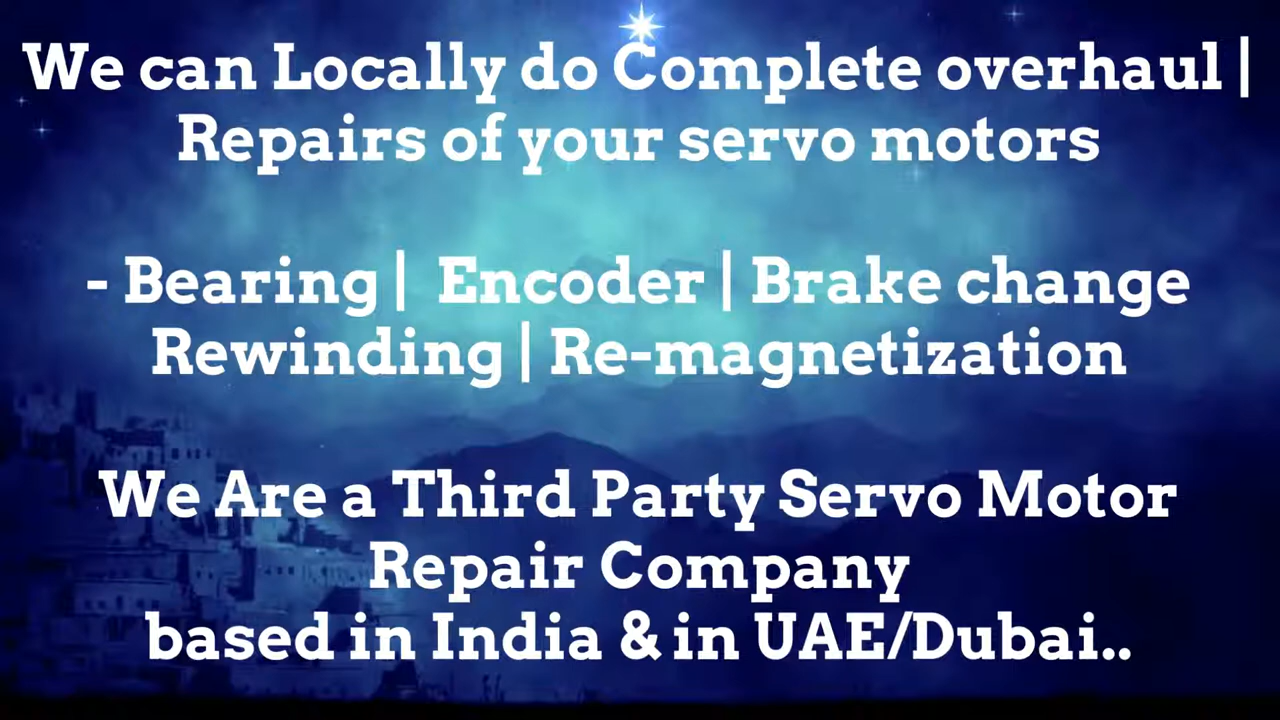 We can Locally do Complete overhaul |
Repairs of your servo motors
- Bearing | Encoder | Brake change
Rewinding | Re-magnetization
We Are a Third Party Servo Motor
Repair Company
based in India & in UAE/Dubai..